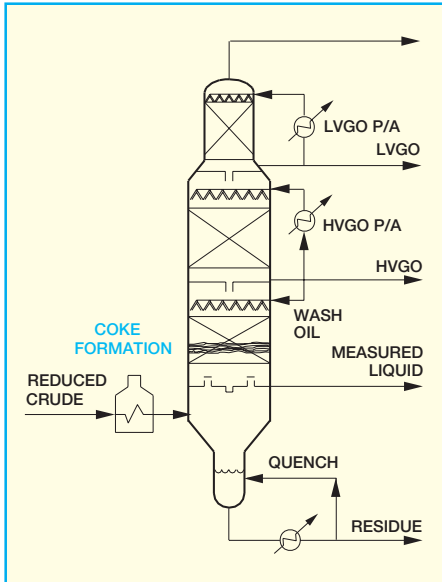 LVGO P/A
LVGO
HVGO P/A
HVGO
WASH
OIL
COKE
FORMATION
MEASURED
LIQUID
REDUCED
CRUDE
QUENCH
RESIDUE